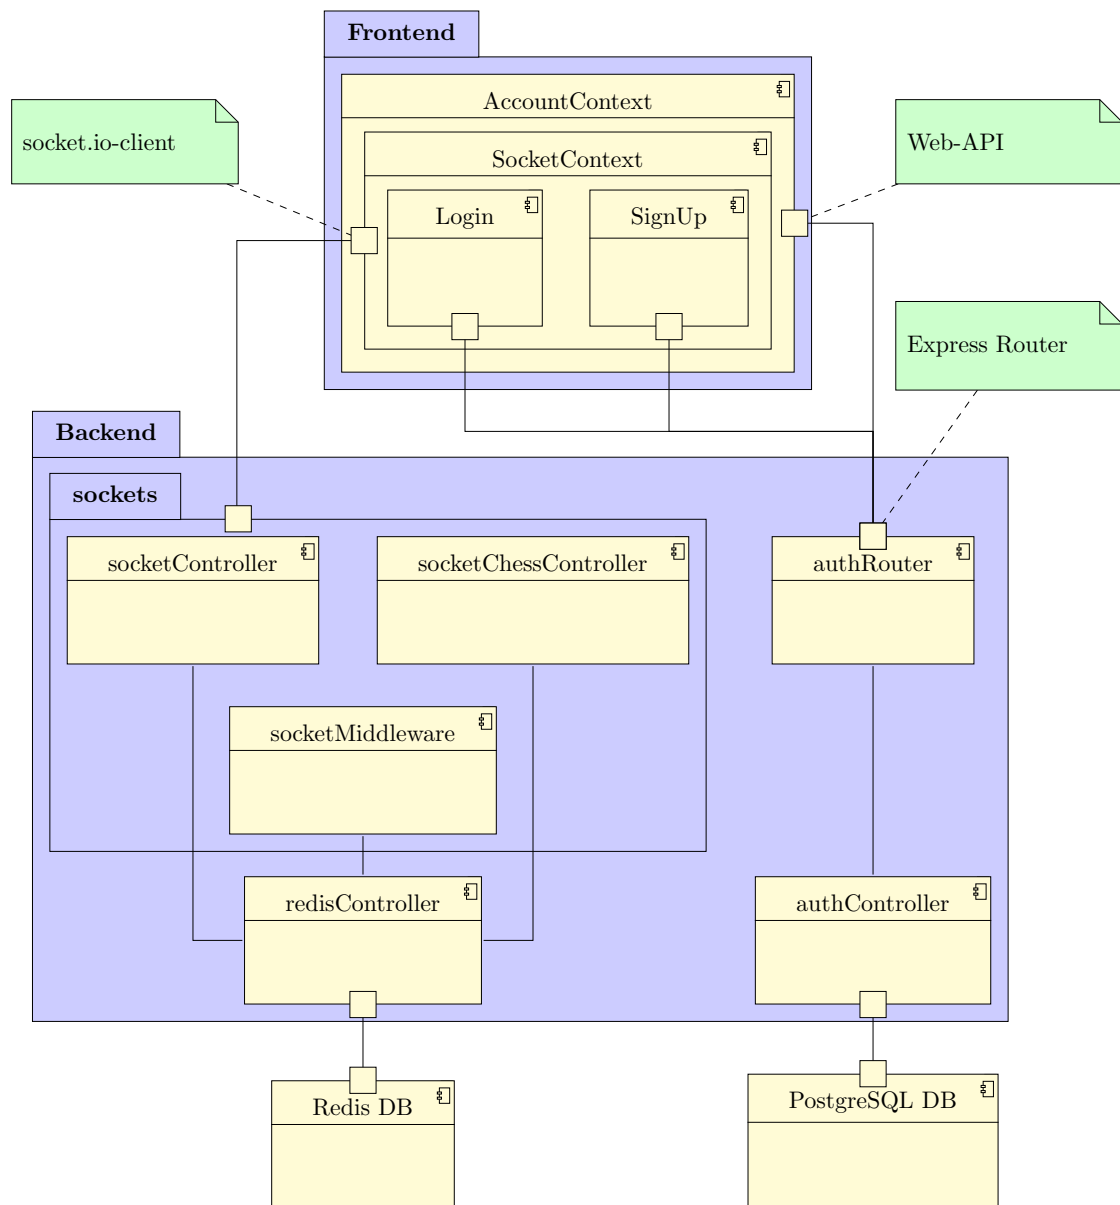 Frontend
AccountContext
socket.io-client
Web-API
SocketContext
Login
SignUp
Express Router
Backend
sockets
socketController
socketChessController
authRouter
socketMiddleware
redisController
authController
Redis DB
PostgreSQL DB